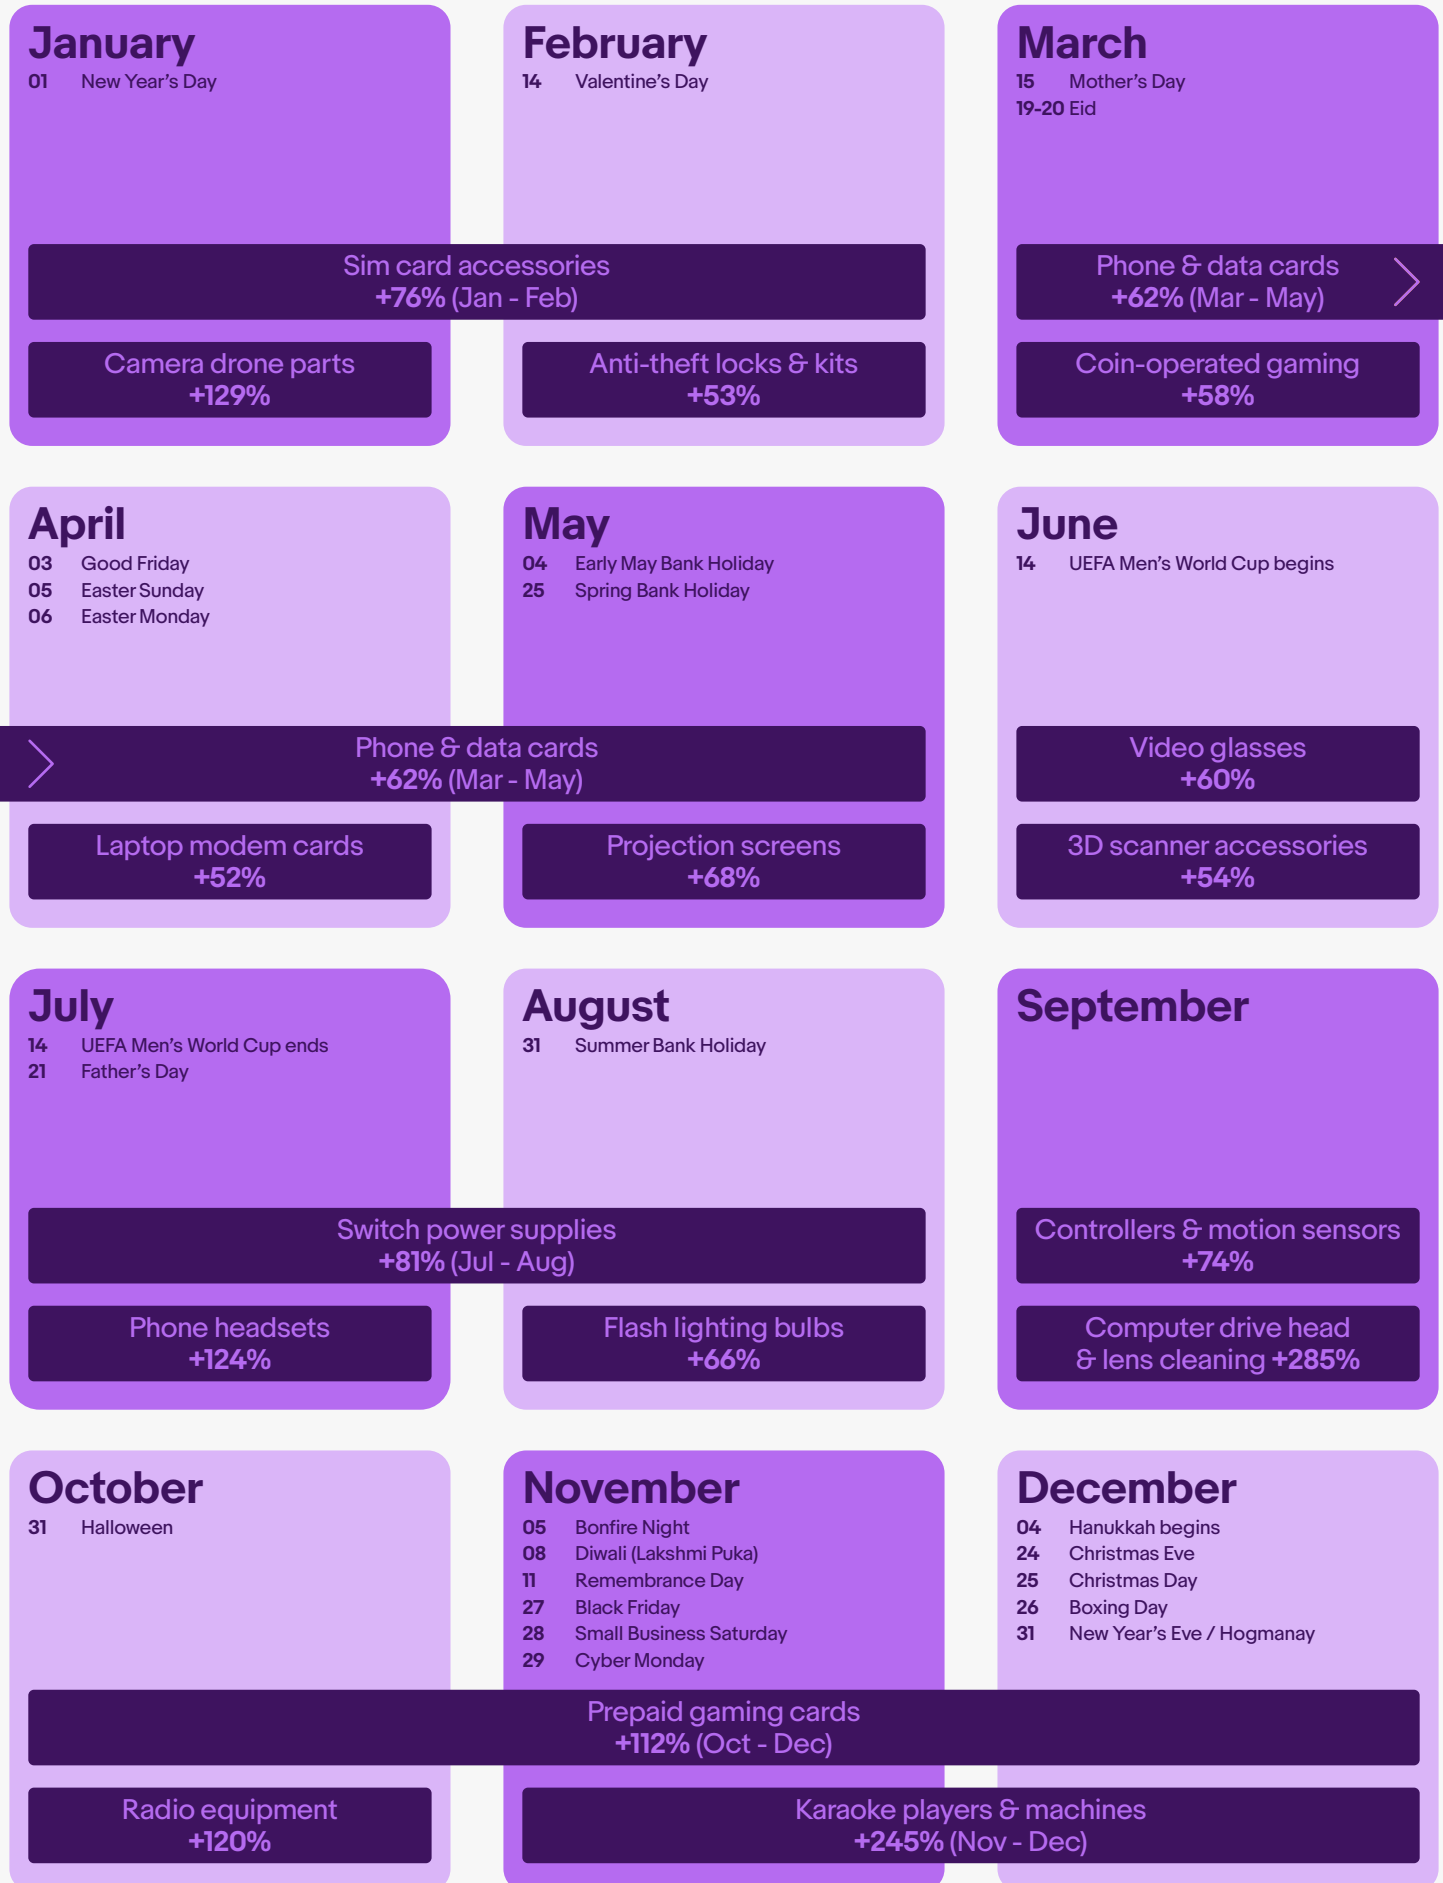 January
01 New Year's Day
Sim card accessories
+76% (Jan - Feb)
Camera drone parts
+129%
February
14 Valentine's Day
Anti-theft locks & kits
+53%
March
15 Mother's Day
19-20 Eid
Phone & data cards
+62% (Mar - May)
Coin-operated gaming
+58%
April
03 Good Friday
05 Easter Sunday
06 Easter Monday
Phone & data cards
+62% (Mar - May)
Laptop modem cards
+52%
May
04 Early May Bank Holiday
25 Spring Bank Holiday
Projection screens
+68%
June
14 UEFA Men's World Cup begins
Video glasses
+60%
3D scanner accessories
+54%
July
14 UEFA Men's World Cup ends
21 Father's Day
Switch power supplies
+81% (Jul - Aug)
Phone headsets
+124%
August
31 Summer Bank Holiday
Flash lighting bulbs
+66%
September
Controllers & motion sensors
+74%
Computer drive head
& lens cleaning +285%
October
31 Halloween
Prepaid gaming cards
+112% (Oct - Dec)
Radio equipment
+120%
November
05 Bonfire Night
08 Diwali (Lakshmi Puka)
11 Remembrance Day
27 Black Friday
28 Small Business Saturday
29 Cyber Monday
Karaoke players & machines
+245% (Nov - Dec)
December
04 Hanukkah begins
24 Christmas Eve
25 Christmas Day
26 Boxing Day
31 New Year's Eve / Hogmanay